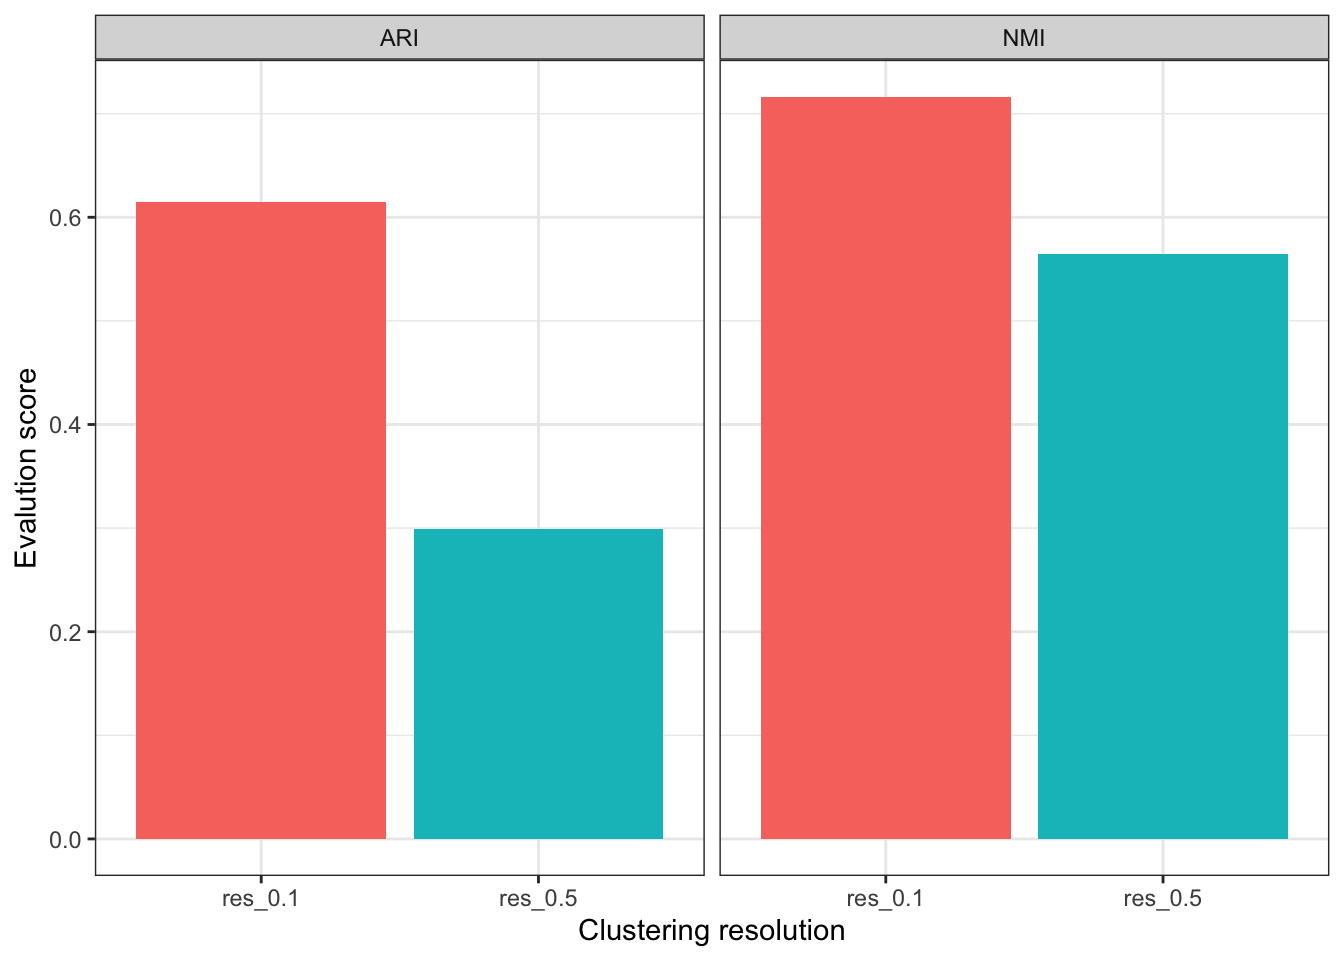 ARI
NMI
Evalution score
0.6
0.4
0.2
0.0
res_0.1
res_0.5
res_0.1
res_0.5
Clustering resolution